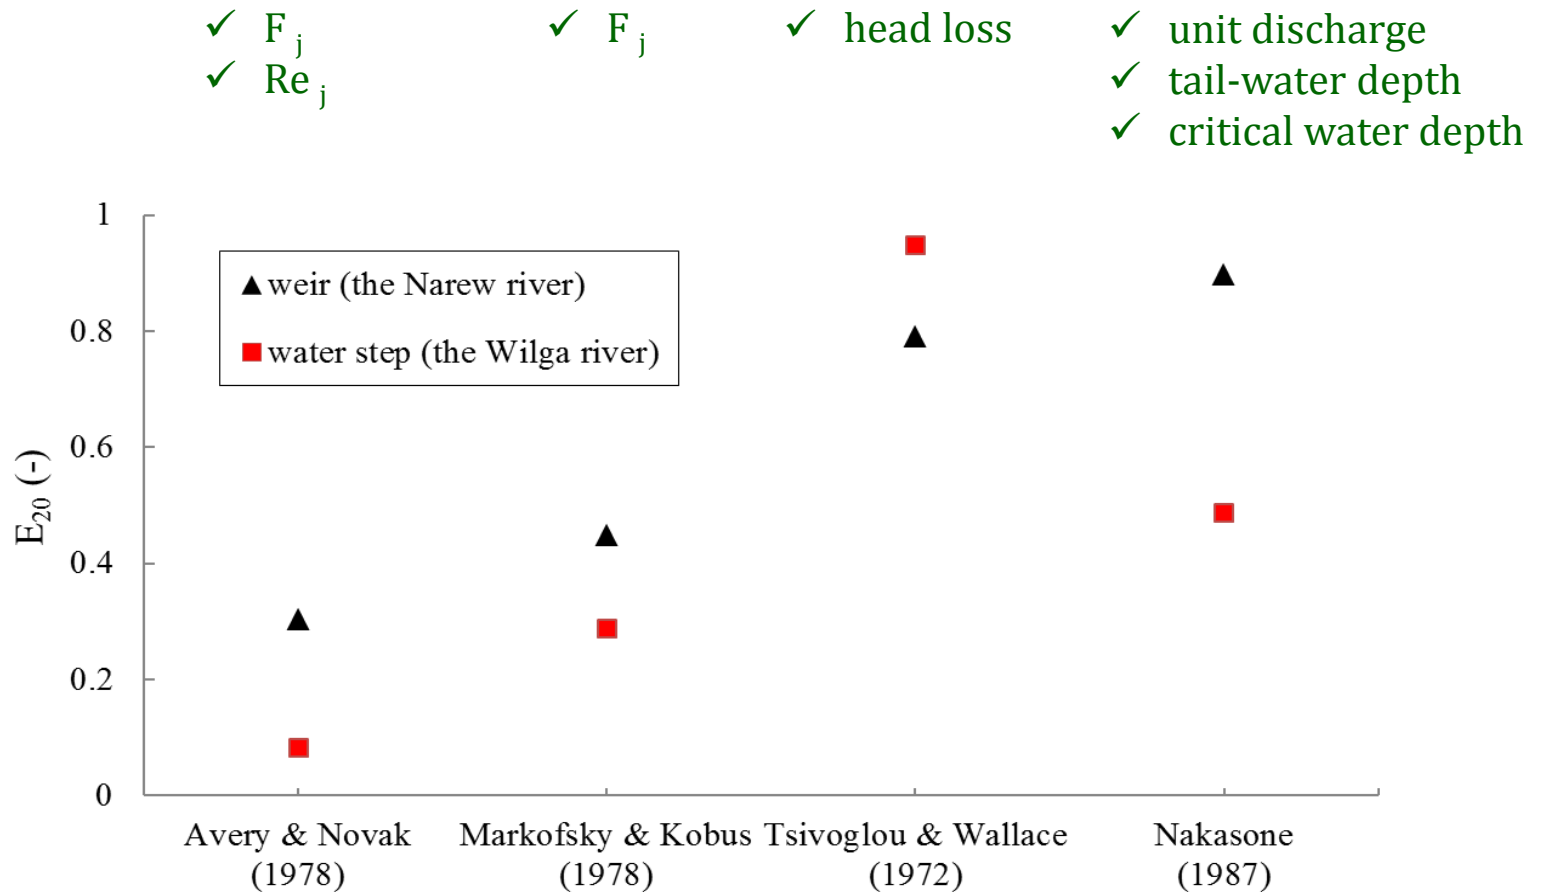 ✓ F j ✓ F j ✓ head loss ✓ unit discharge
✓ Re j ✓ tail-water depth
✓ critical water depth
1
▲ weir (the Narew river)
■ water step (the Wilga river)
0.8
0.6
E20 (-)
0.4
0.2
0
Avery & Novak Markofsky & Kobus Tsivoglou & Wallace Nakasone
(1978) (1978) (1972) (1987)